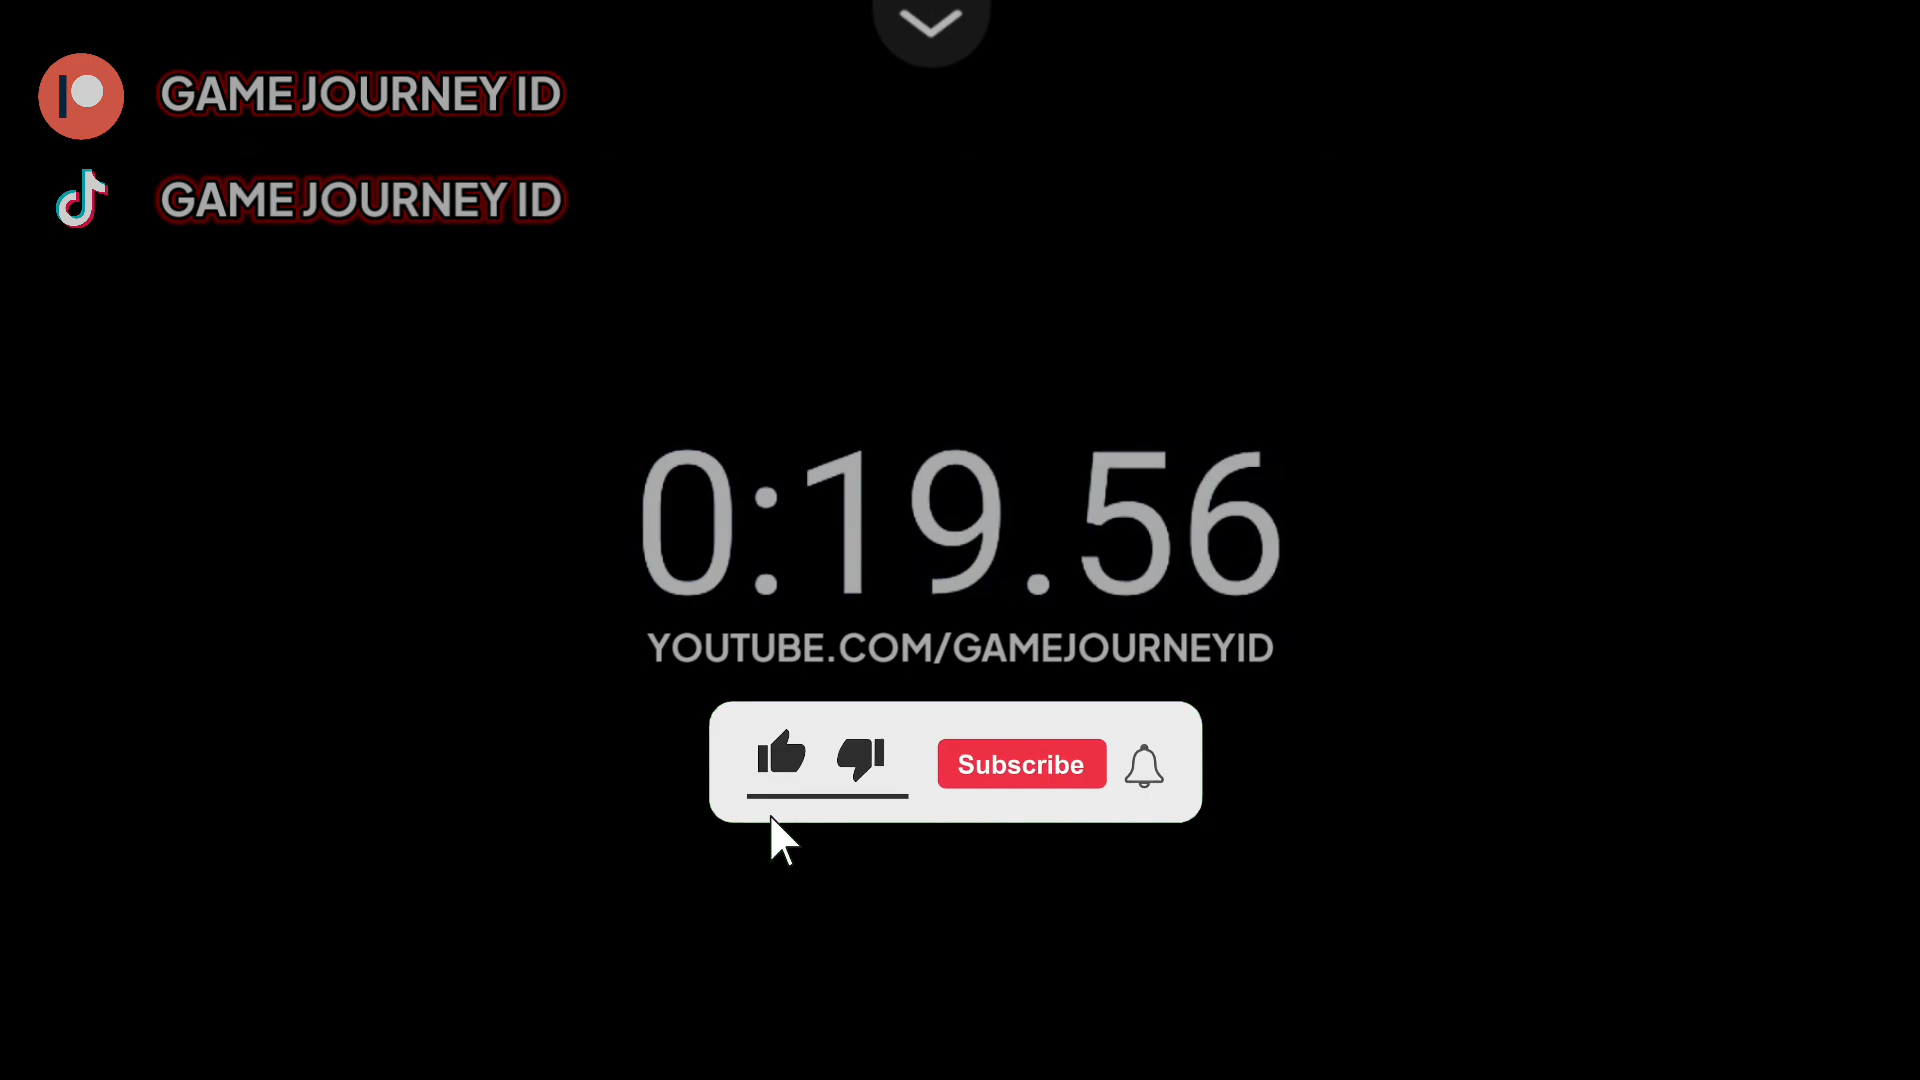 GAME JOURNEY ID
GAME JOURNEY ID
0:19.56
YOUTUBE.COM/GAMEJOURNEYID
Subscribe